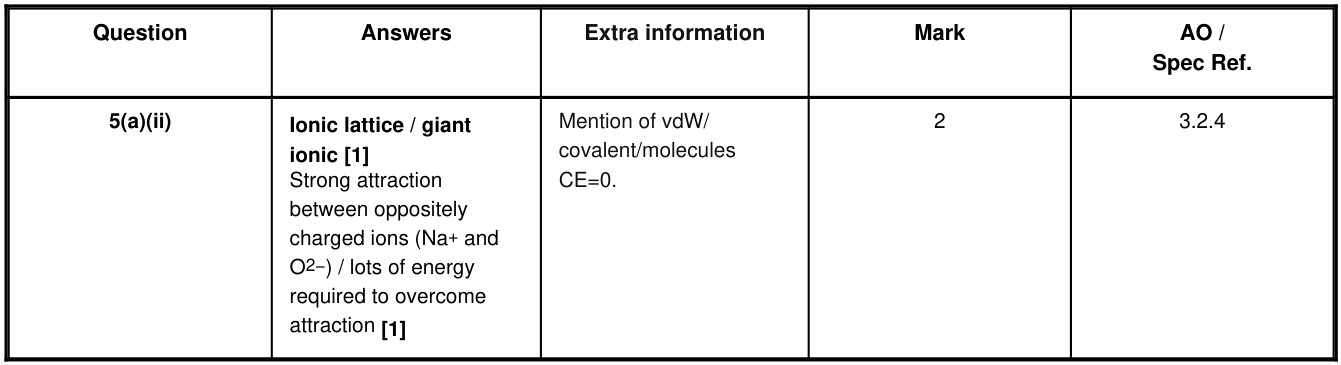 Question Answers Extra information Mark AO /
Spec Ref.
5(a)(ii) Ionic lattice / giant Mention of vdW/ 2 3.2.4
ionic [1] covalent/molecules
Strong attraction CE=0.
between oppositely
charged ions (Na+ and
O2−) / lots of energy
required to overcome
attraction [1]